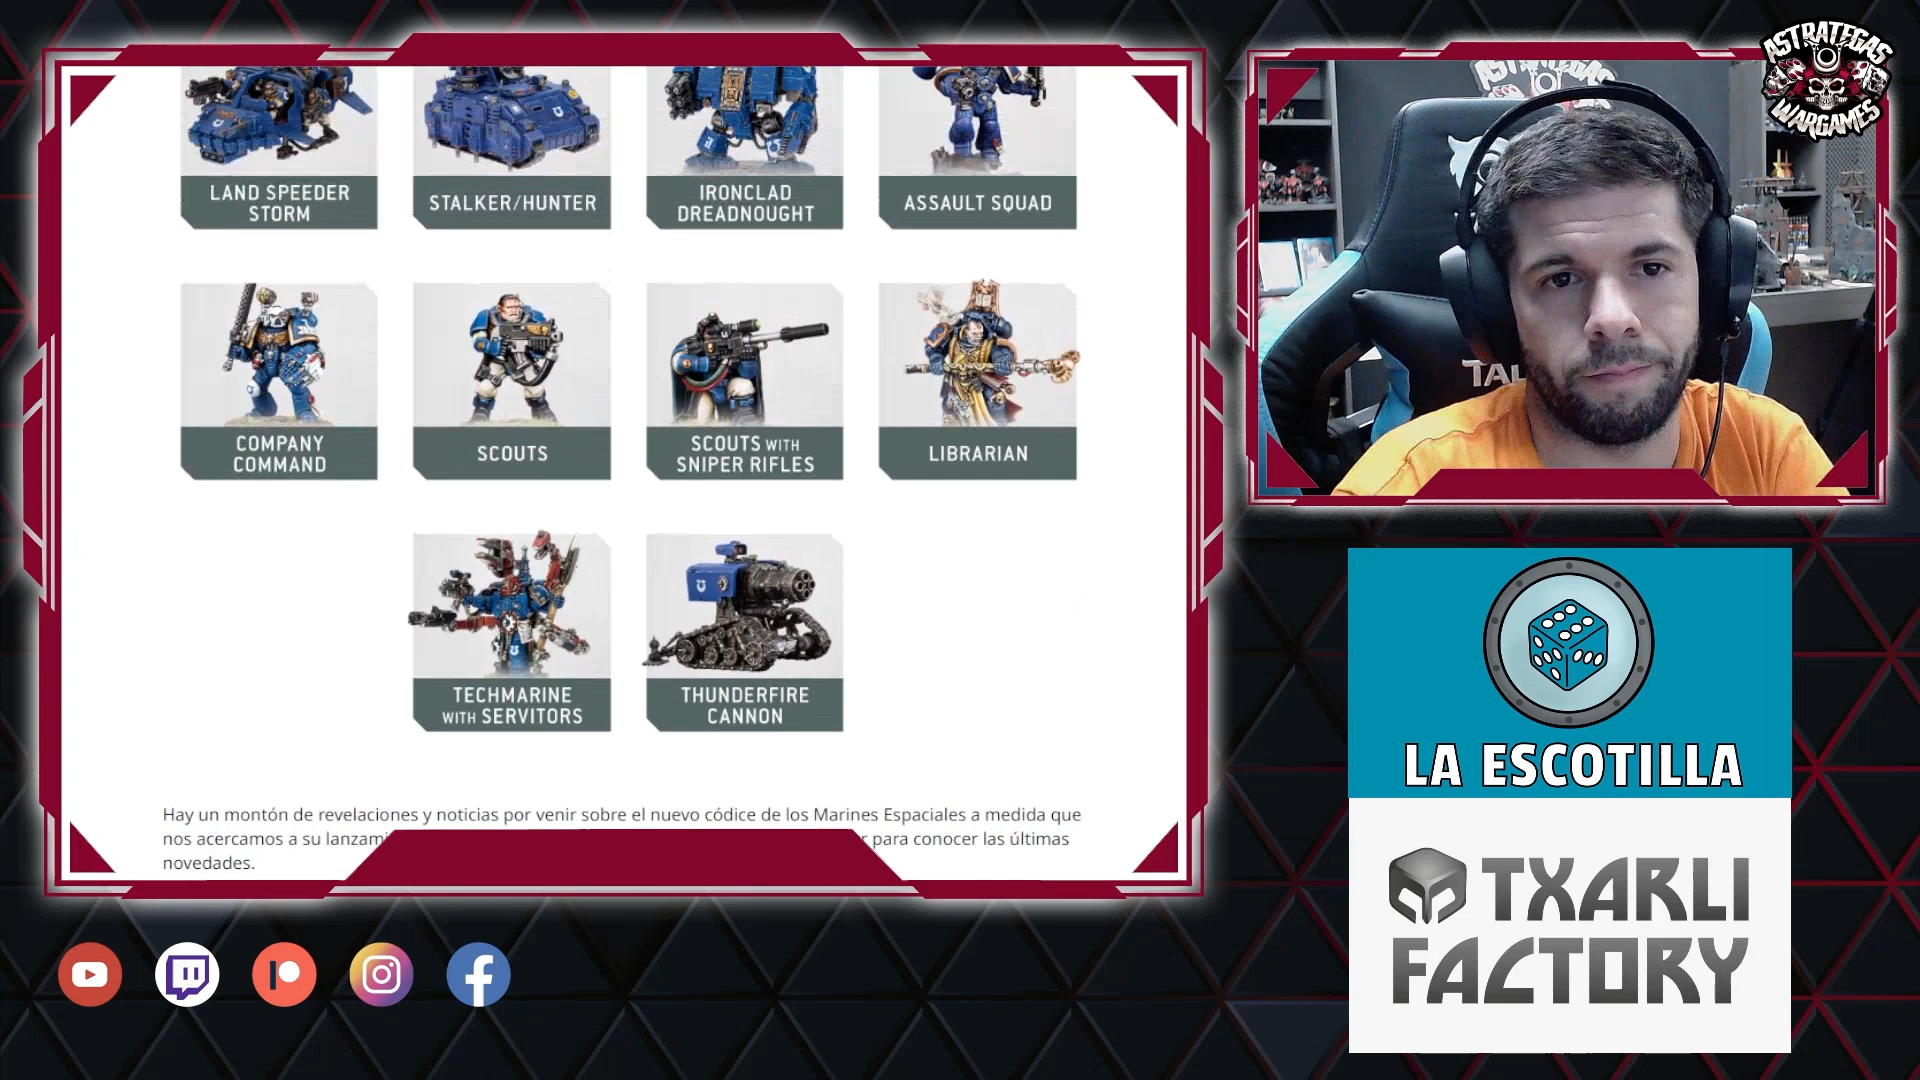 LAND SPEEDER
STORM
STALKER/HUNTER
IRONCLAD
DREADNOUGHT
ASSAULT SQUAD
COMPANY
COMMAND
SCOUTS
SCOUTS WITH
SNIPER RIFLES
LIBRARIAN
TECHMARINE
WITH SERVITORS
THUNDERFIRE
CANNON
Hay un montón de revelaciones y noticias por venir sobre el nuevo códice de los Marines Espaciales a medida que
nos acercamos a su
para conocer las últimas
novedades.
ASTRATEGAS
WARGAMES
LA ESCOTILLA
TXARLI
FACTORY